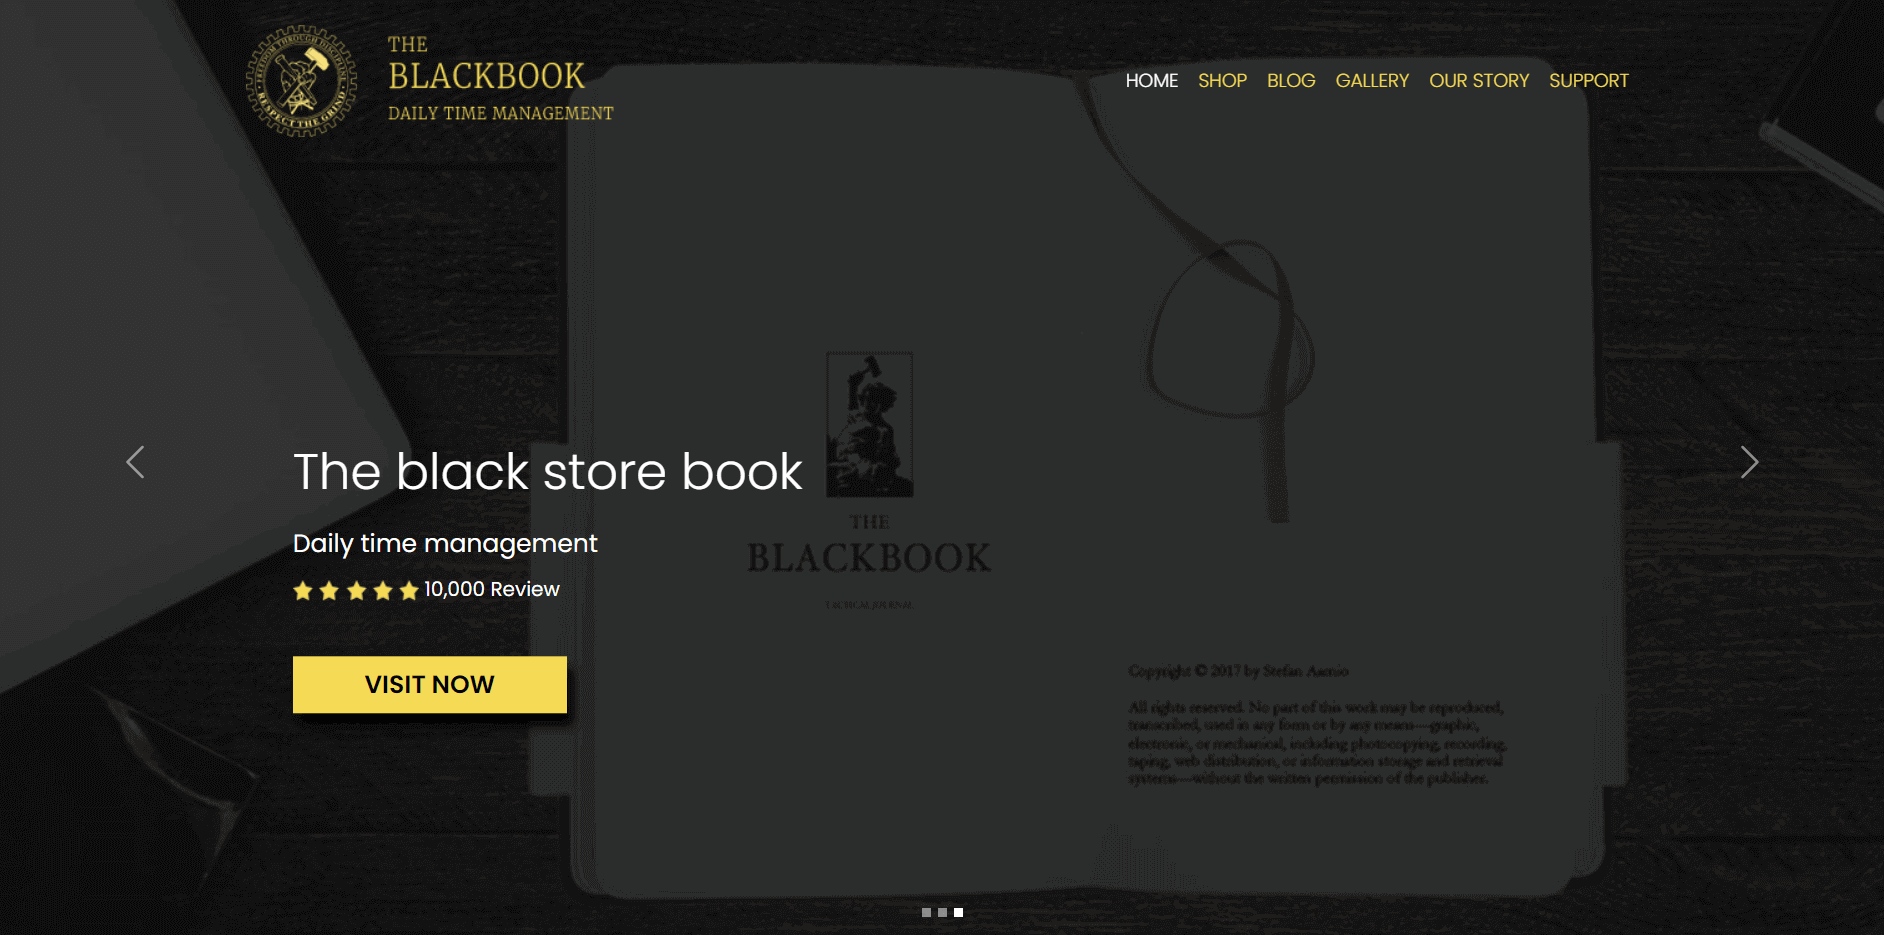 FREEDOM THROUGH DISCIPLINE
RESPECT THE GRIND
THE
BLACKBOOK
DAILY TIME MANAGEMENT
HOME SHOP BLOG GALLERY OUR STORY SUPPORT
The black store book
Daily time management
10,000 Review
VISIT NOW
THE
BLACKBOOK
TACTICAL JOURNAL
Copyright © 2017 by Stefan Aarnio
All rights reserved. No part of this work may be reproduced,
transcribed, used in any form or by any means—graphic,
electronic, or mechanical, including photocopying, recording,
taping, web distribution, or information storage and retrieval
systems—without the written permission of the publisher.